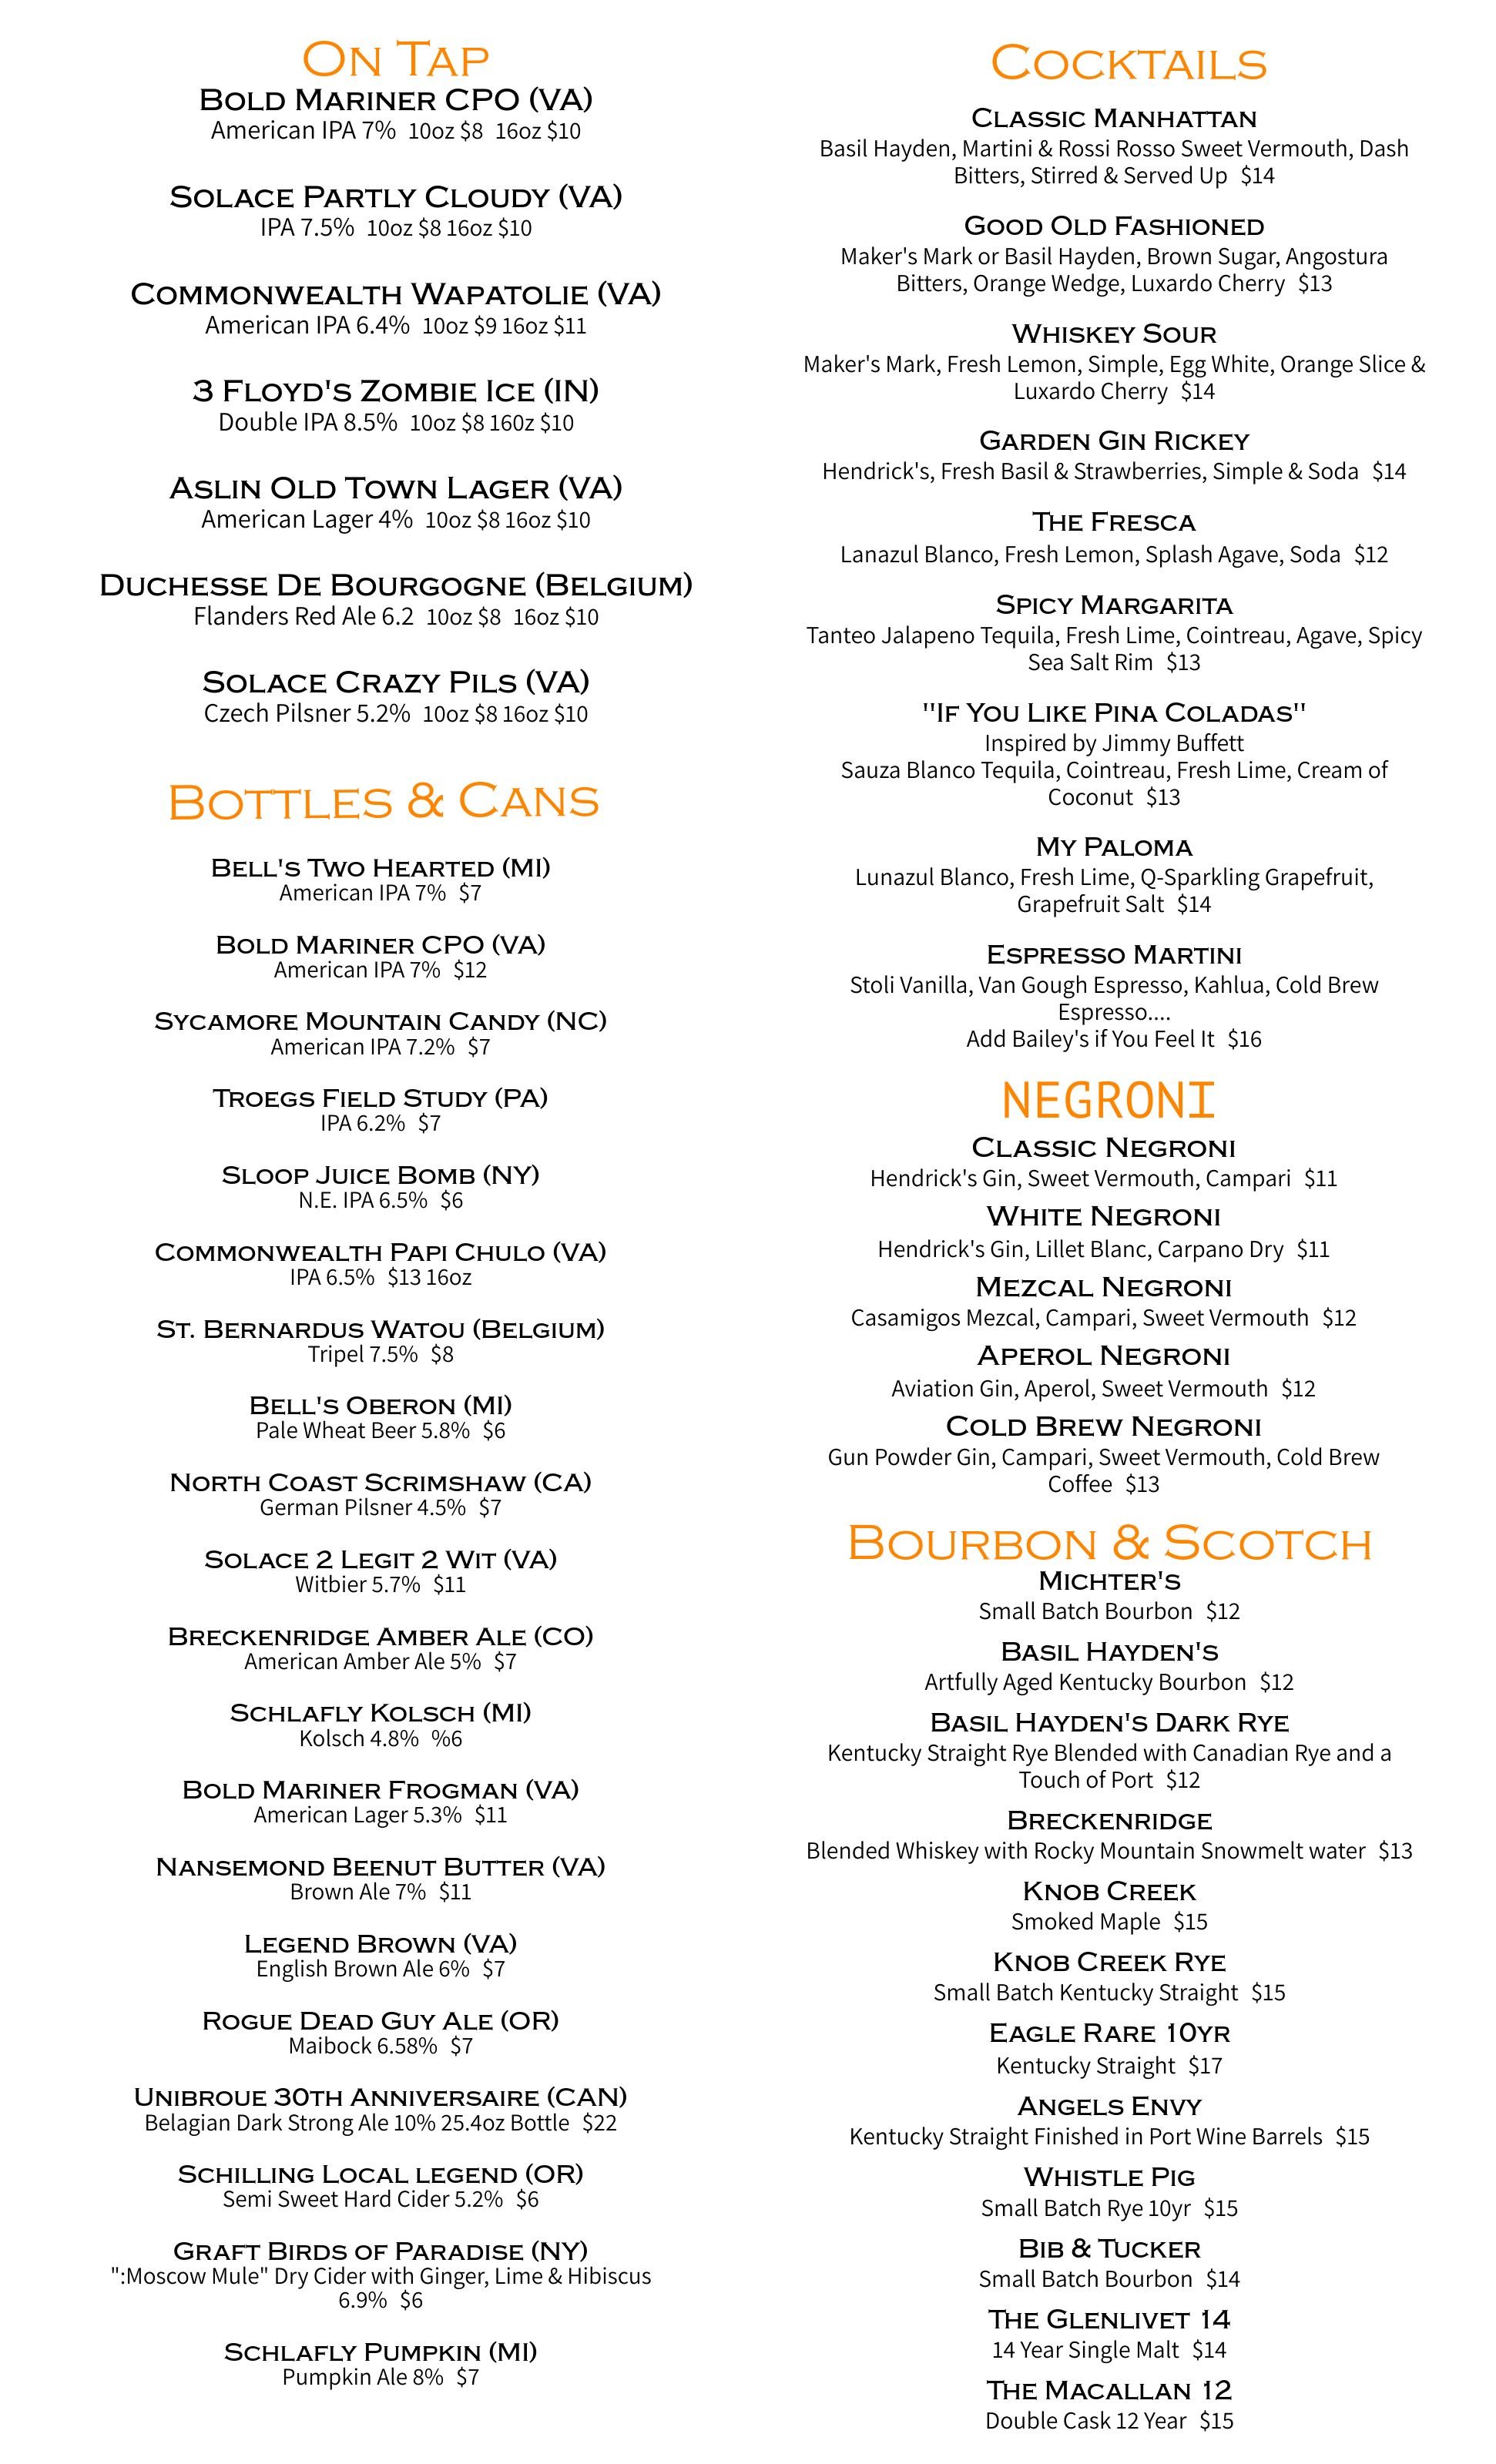 On Tap
Bold Mariner CPO (VA)
American IPA 7% 10oz $8 16oz $10
Solace Partly Cloudy (VA)
IPA 7.5% 10oz $8 16oz $10
Commonwealth Wapatolie (VA)
American IPA 6.4% 10oz $9 16oz $11
3 Floyd's Zombie Ice (IN)
Double IPA 8.5% 10oz $8 160z $10
Aslin Old Town Lager (VA)
American Lager 4% 10oz $8 16oz $10
Duchesse De Bourgogne (Belgium)
Flanders Red Ale 6.2 10oz $8 16oz $10
Solace Crazy Pils (VA)
Czech Pilsner 5.2% 10oz $8 16oz $10
Bottles & Cans
Bell's Two Hearted (MI)
American IPA 7% $7
Bold Mariner CPO (VA)
American IPA 7% $12
Sycamore Mountain Candy (NC)
American IPA 7.2% $7
Troegs Field Study (PA)
IPA 6.2% $7
Sloop Juice Bomb (NY)
N.E. IPA 6.5% $6
Commonwealth Papi Chulo (VA)
IPA 6.5% $13 16oz
St. Bernardus Watou (Belgium)
Tripel 7.5% $8
Bell's Oberon (MI)
Pale Wheat Beer 5.8% $6
North Coast Scrimshaw (CA)
German Pilsner 4.5% $7
Solace 2 Legit 2 Wit (VA)
Witbier 5.7% $11
Breckenridge Amber Ale (CO)
American Amber Ale 5% $7
Schlafly Kolsch (MI)
Kolsch 4.8% %6
Bold Mariner Frogman (VA)
American Lager 5.3% $11
Nansemond Beenut Butter (VA)
Brown Ale 7% $11
Legend Brown (VA)
English Brown Ale 6% $7
Rogue Dead Guy Ale (OR)
Maibock 6.58% $7
Unibroue 30th Anniversaire (CAN)
Belagian Dark Strong Ale 10% 25.4oz Bottle $22
Schilling Local legend (OR)
Semi Sweet Hard Cider 5.2% $6
Graft Birds of Paradise (NY)
":Moscow Mule" Dry Cider with Ginger, Lime & Hibiscus
6.9% $6
Schlafly Pumpkin (MI)
Pumpkin Ale 8% $7
Cocktails
Classic Manhattan
Basil Hayden, Martini & Rossi Rosso Sweet Vermouth, Dash
Bitters, Stirred & Served Up $14
Good Old Fashioned
Maker's Mark or Basil Hayden, Brown Sugar, Angostura
Bitters, Orange Wedge, Luxardo Cherry $13
Whiskey Sour
Maker's Mark, Fresh Lemon, Simple, Egg White, Orange Slice &
Luxardo Cherry $14
Garden Gin Rickey
Hendrick's, Fresh Basil & Strawberries, Simple & Soda $14
The Fresca
Lanazul Blanco, Fresh Lemon, Splash Agave, Soda $12
Spicy Margarita
Tanteo Jalapeno Tequila, Fresh Lime, Cointreau, Agave, Spicy
Sea Salt Rim $13
"If You Like Pina Coladas"
Inspired by Jimmy Buffett
Sauza Blanco Tequila, Cointreau, Fresh Lime, Cream of
Coconut $13
My Paloma
Lunazul Blanco, Fresh Lime, Q-Sparkling Grapefruit,
Grapefruit Salt $14
Espresso Martini
Stoli Vanilla, Van Gough Espresso, Kahlua, Cold Brew
Espresso....
Add Bailey's if You Feel It $16
NEGRONI
Classic Negroni
Hendrick's Gin, Sweet Vermouth, Campari $11
White Negroni
Hendrick's Gin, Lillet Blanc, Carpano Dry $11
Mezcal Negroni
Casamigos Mezcal, Campari, Sweet Vermouth $12
Aperol Negroni
Aviation Gin, Aperol, Sweet Vermouth $12
Cold Brew Negroni
Gun Powder Gin, Campari, Sweet Vermouth, Cold Brew
Coffee $13
Bourbon & Scotch
Michter's
Small Batch Bourbon $12
Basil Hayden's
Artfully Aged Kentucky Bourbon $12
Basil Hayden's Dark Rye
Kentucky Straight Rye Blended with Canadian Rye and a
Touch of Port $12
Breckenridge
Blended Whiskey with Rocky Mountain Snowmelt water $13
Knob Creek
Smoked Maple $15
Knob Creek Rye
Small Batch Kentucky Straight $15
Eagle Rare 10yr
Kentucky Straight $17
Angels Envy
Kentucky Straight Finished in Port Wine Barrels $15
Whistle Pig
Small Batch Rye 10yr $15
Bib & Tucker
Small Batch Bourbon $14
The Glenlivet 14
14 Year Single Malt $14
The Macallan 12
Double Cask 12 Year $15